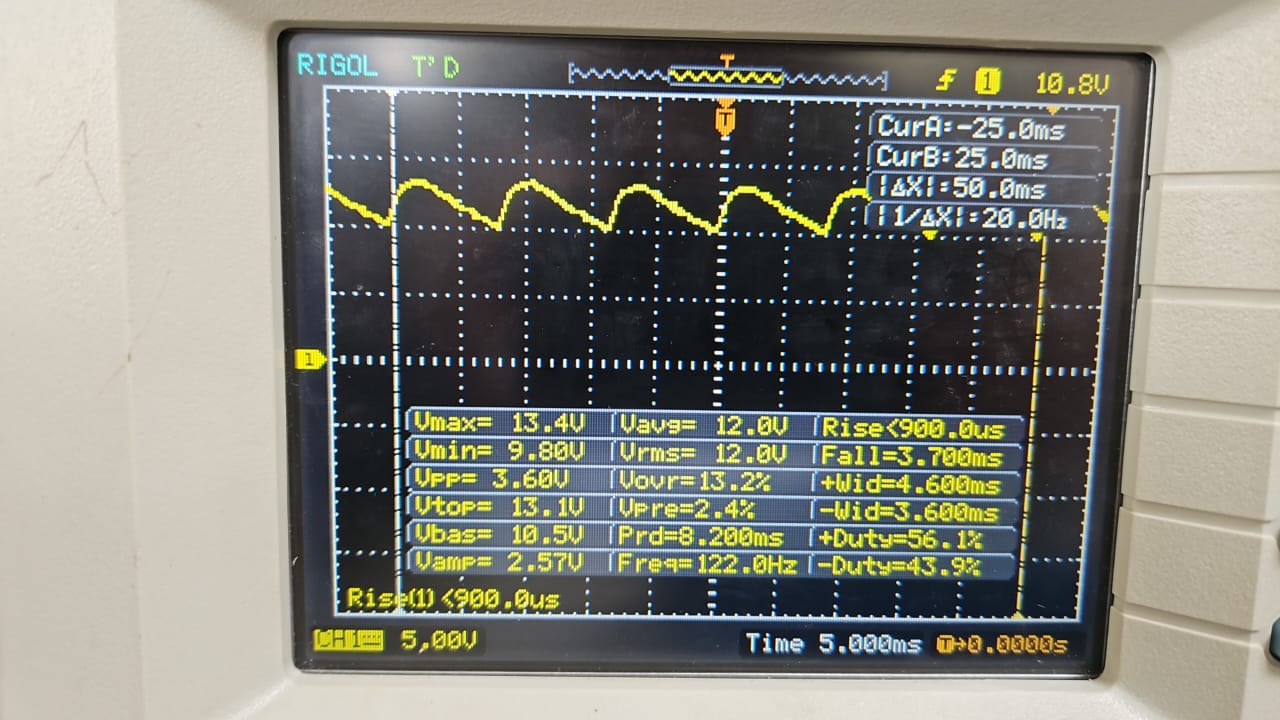 RIGOL T'D T 1 10.8V
T
CurA:-25.0ms
CurB:25.0ms
|ΔX|:50.0ms
|1/ΔX|:20.0Hz
1
Vmax= 13.4V Vavg= 12.0V Rise<900.0us
Vmin= 9.80V Vrms= 12.0V Fall=3.700ms
Vpp= 3.60V Vovr=13.2% +Wid=4.600ms
Vtop= 13.1V Vpre=2.4% -Wid=3.600ms
Vbas= 10.5V Prd=8.200ms +Duty=56.1%
Vamp= 2.57V Freq=122.0Hz -Duty=43.9%
Rise(1)<900.0us
CH1 5.00V Time 5.000ms T→0.0000s